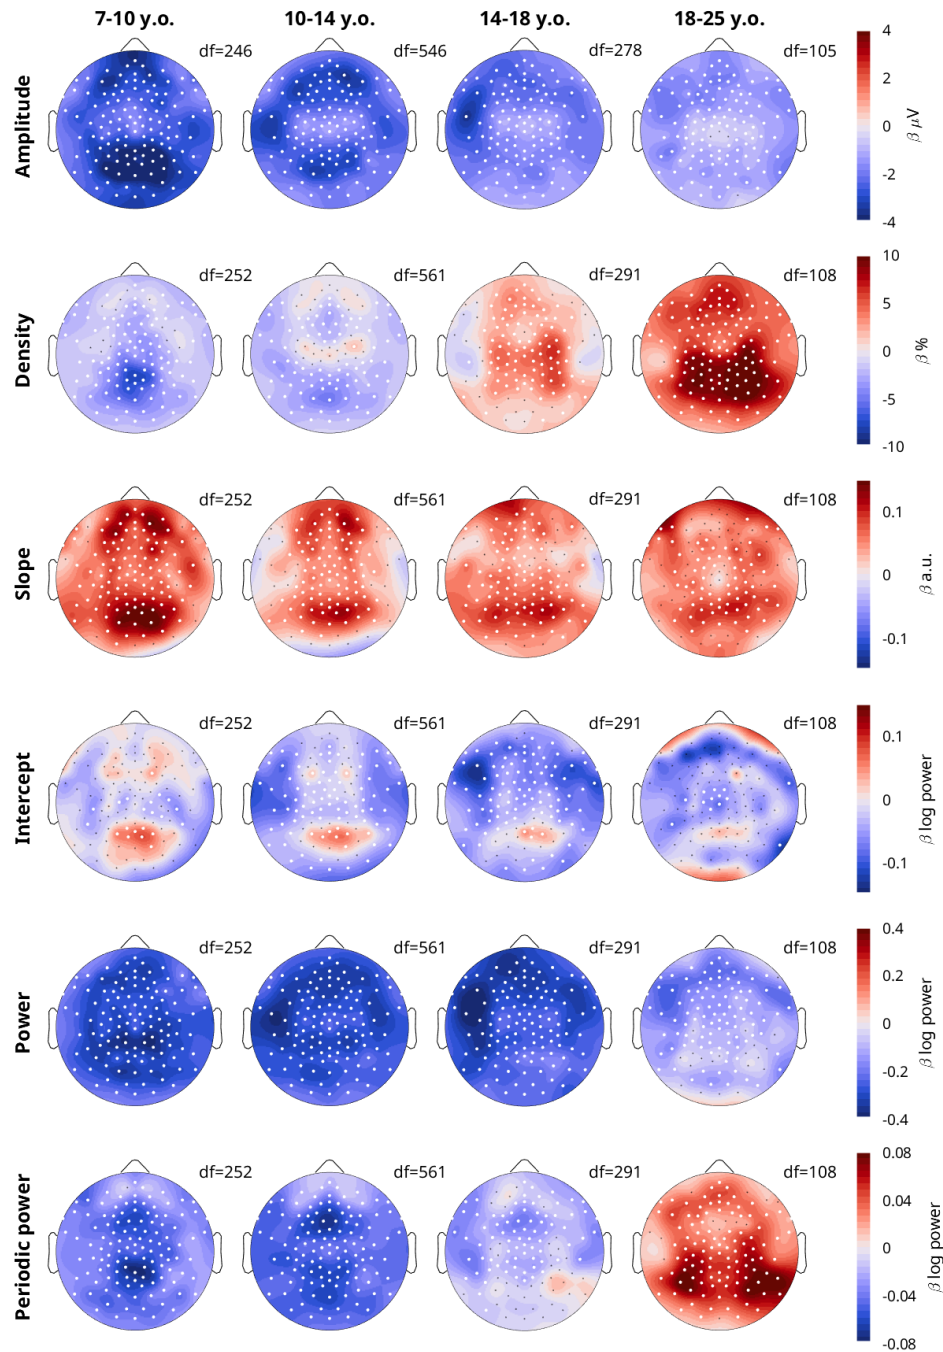 7-10 y.o. 10-14 y.o. 14-18 y.o. 18-25 y.o.
Amplitude
df=246 df=546 df=278 df=105
4
2
0
-2
-4
β μV
Density
df=252 df=561 df=291 df=108
10
5
0
-5
-10
β %
Slope
df=252 df=561 df=291 df=108
0.1
0
-0.1
β a.u.
Intercept
df=252 df=561 df=291 df=108
0.1
0
-0.1
β log power
Power
df=252 df=561 df=291 df=108
0.4
0.2
0
-0.2
-0.4
β log power
Periodic power
df=252 df=561 df=291 df=108
0.08
0.04
0
-0.04
-0.08
β log power